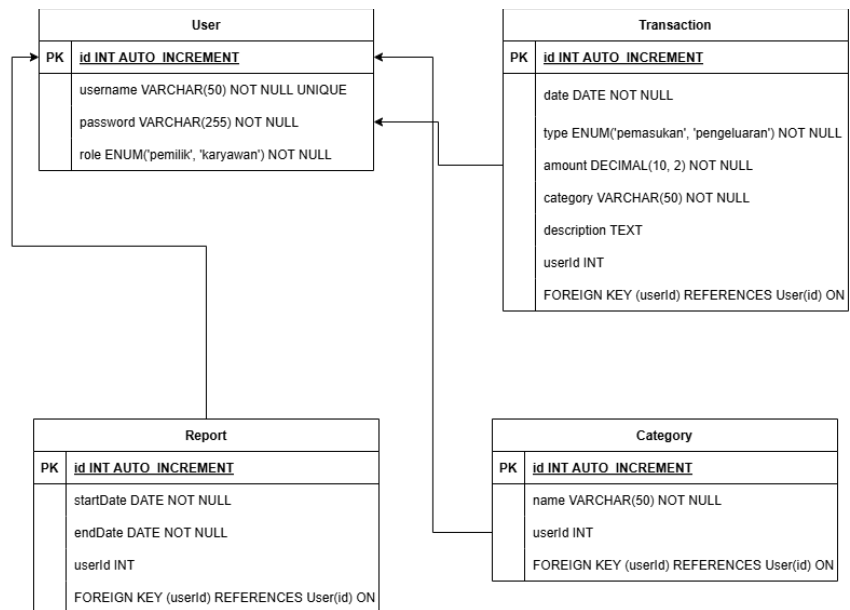 User
PK id INT AUTO_INCREMENT
username VARCHAR(50) NOT NULL UNIQUE
password VARCHAR(255) NOT NULL
role ENUM('pemilik', 'karyawan') NOT NULL
Transaction
PK id INT AUTO_INCREMENT
date DATE NOT NULL
type ENUM('pemasukan', 'pengeluaran') NOT NULL
amount DECIMAL(10, 2) NOT NULL
category VARCHAR(50) NOT NULL
description TEXT
userId INT
FOREIGN KEY (userId) REFERENCES User(id) ON
Report
PK id INT AUTO_INCREMENT
startDate DATE NOT NULL
endDate DATE NOT NULL
userId INT
FOREIGN KEY (userId) REFERENCES User(id) ON
Category
PK id INT AUTO_INCREMENT
name VARCHAR(50) NOT NULL
userId INT
FOREIGN KEY (userId) REFERENCES User(id) ON